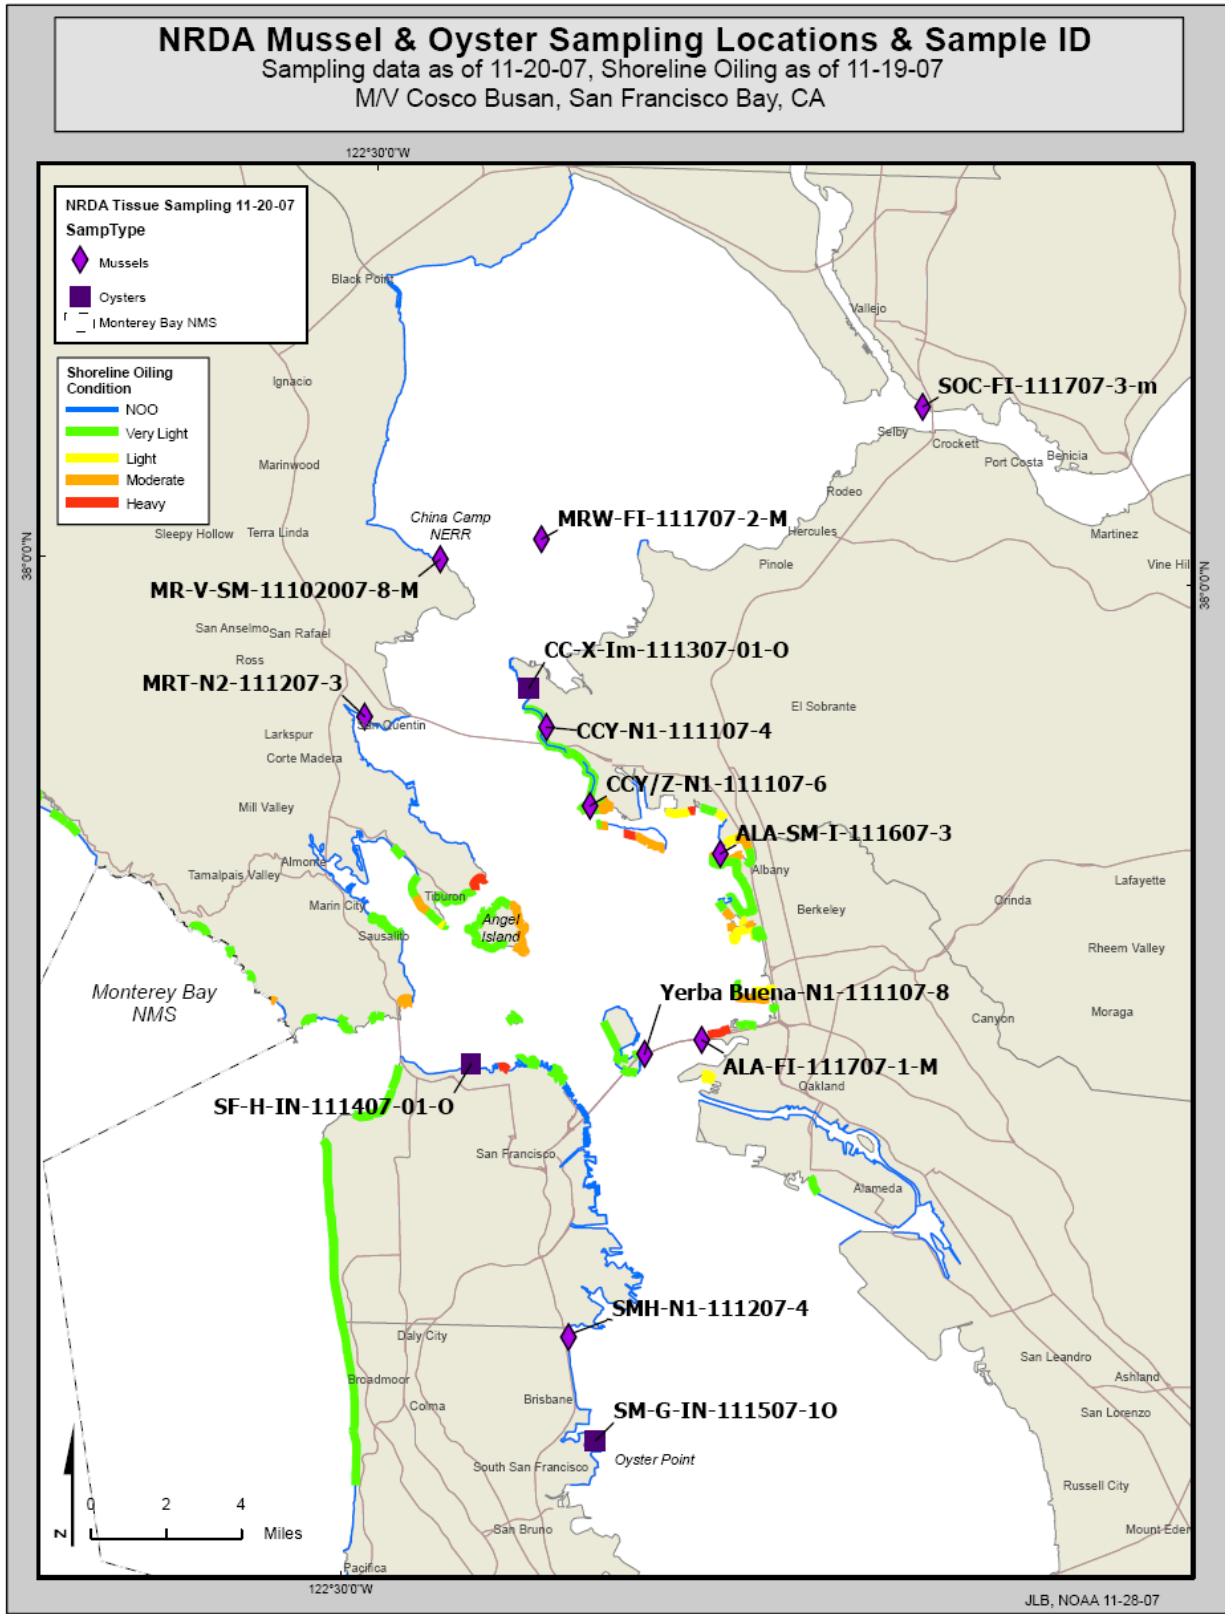 NRDA Mussel & Oyster Sampling Locations & Sample ID
Sampling data as of 11-20-07, Shoreline Oiling as of 11-19-07
M/V Cosco Busan, San Francisco Bay, CA
122°30'0"W
NRDA Tissue Sampling 11-20-07
SampType
Mussels
Oysters
Monterey Bay NMS
Shoreline Oiling
Condition
NOO
Very Light
Light
Moderate
Heavy
Black Point
Vallejo
Ignacio
SOC-FI-111707-3-m
Selby
Crockett
Benicia
Port Costa
Marinwood
Rodeo
China Camp
NERR
MRW-FI-111707-2-M
Sleepy Hollow
Terra Linda
Hercules
Martinez
38°0'0"N
38°0'0"N
Pinole
Vine Hil
MR-V-SM-11102007-8-M
San Anselmo
San Rafael
Ross
CC-X-Im-111307-01-O
MRT-N2-111207-3
El Sobrante
San Quentin
Larkspur
CCY-N1-111107-4
Corte Madera
CCY/Z-N1-111107-6
Mill Valley
ALA-SM-I-111607-3
Almonte
Tamalpais Valley
Albany
Lafayette
Tiburon
Marin City
Orinda
Berkeley
Angel
Island
Sausalito
Rheem Valley
Monterey Bay
NMS
Yerba Buena-N1-111107-8
Moraga
Canyon
ALA-FI-111707-1-M
Oakland
SF-H-IN-111407-01-O
San Francisco
Alameda
SMH-N1-111207-4
Daly City
San Leandro
Broadmoor
Ashland
Brisbane
Colma
SM-G-IN-111507-1O
San Lorenzo
Oyster Point
South San Francisco
Russell City
0 2 4
Miles
N
San Bruno
Mount Eden
Pacifica
122°30'0"W
JLB, NOAA 11-28-07